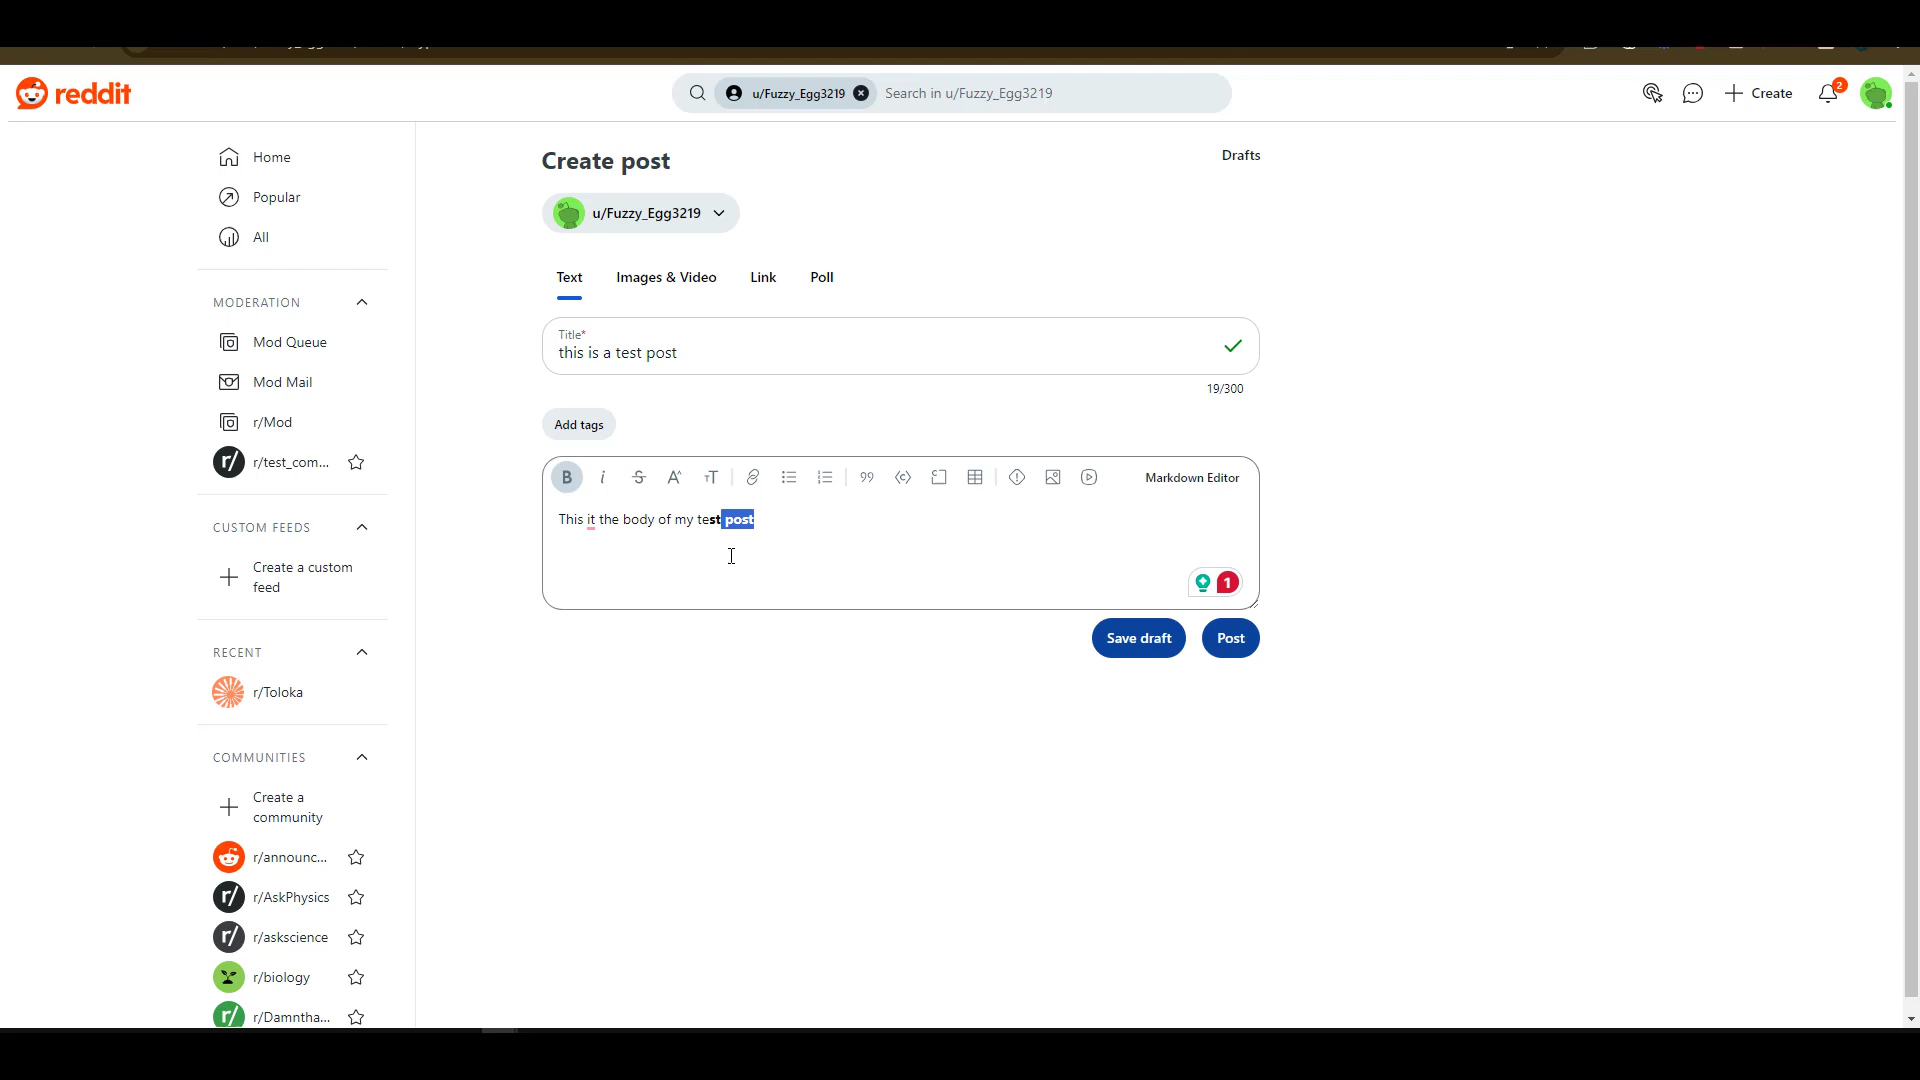 reddit
u/Fuzzy_Egg3219 Search in u/Fuzzy_Egg3219
Create
2
Home
Popular
All
MODERATION
Mod Queue
Mod Mail
r/Mod
r/test_com...
CUSTOM FEEDS
Create a custom
feed
RECENT
r/Toloka
COMMUNITIES
Create a
community
r/announc...
r/AskPhysics
r/askscience
r/biology
r/Damntha...
Create post
Drafts
u/Fuzzy_Egg3219
Text Images & Video Link Poll
Title*
this is a test post
19/300
Add tags
Markdown Editor
This it the body of my test post
1
Save draft Post